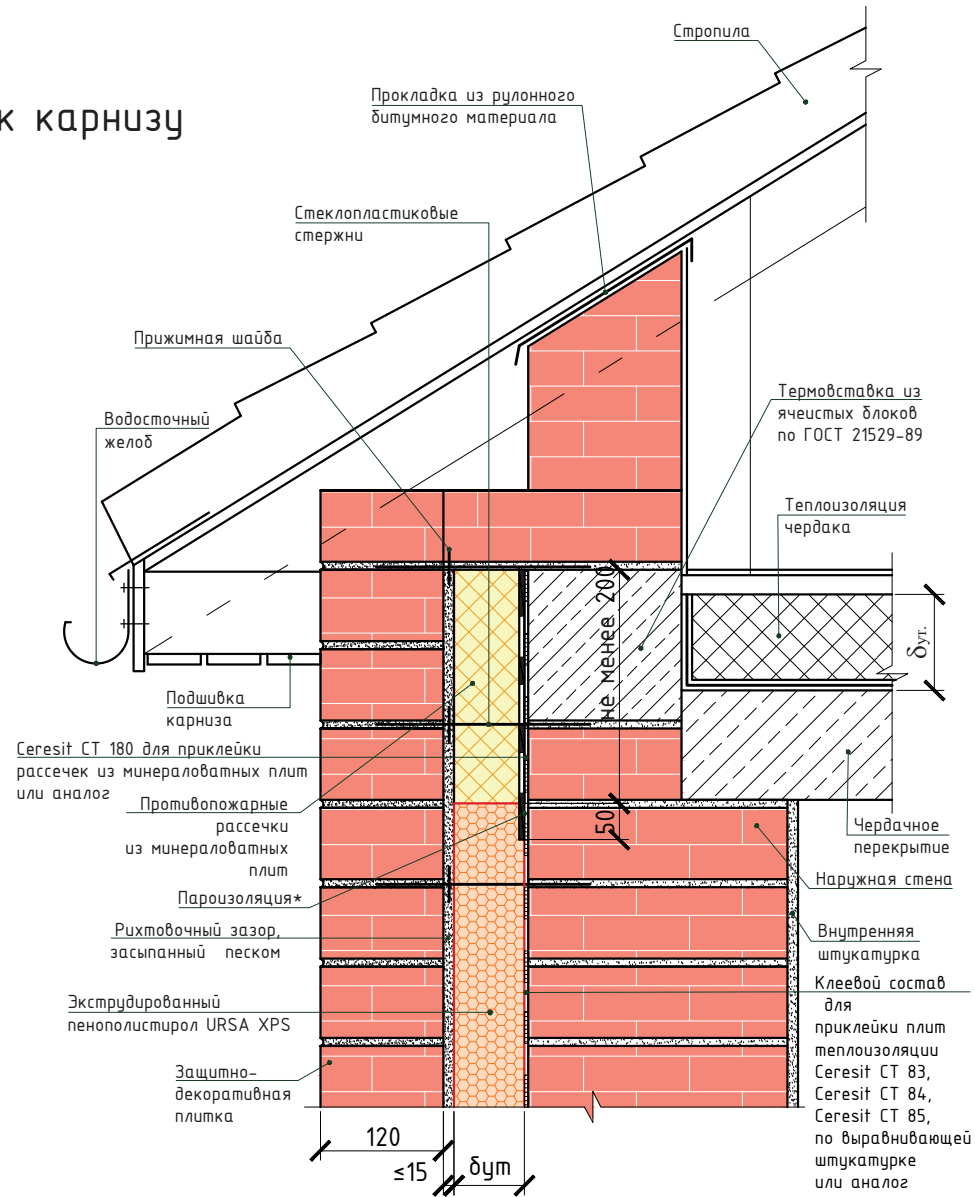 Стропила
к карнизу
Прокладка из рулонного
битумного материала
Стеклопластиковые
стержни
Прижимная шайба
Водосточный
желоб
Термовставка из
ячеистых блоков
по ГОСТ 21529-89
Теплоизоляция
чердака
не менее 200
δут.
Подшивка
карниза
Ceresit CT 180 для приклейки
рассечек из минераловатных плит
или аналог
Противопожарные
рассечки
из минераловатных
плит
50
Чердачное
перекрытие
Наружная стена
Пароизоляция*
Рихтовочный зазор,
засыпанный песком
Внутренняя
штукатурка
Экструдированный
пенополистирол URSA XPS
Клеевой состав
для
приклейки плит
теплоизоляции
Ceresit CT 83,
Ceresit CT 84,
Ceresit CT 85,
по выравнивающей
штукатурке
или аналог
Защитно-
декоративная
плитка
120
≤15
δут